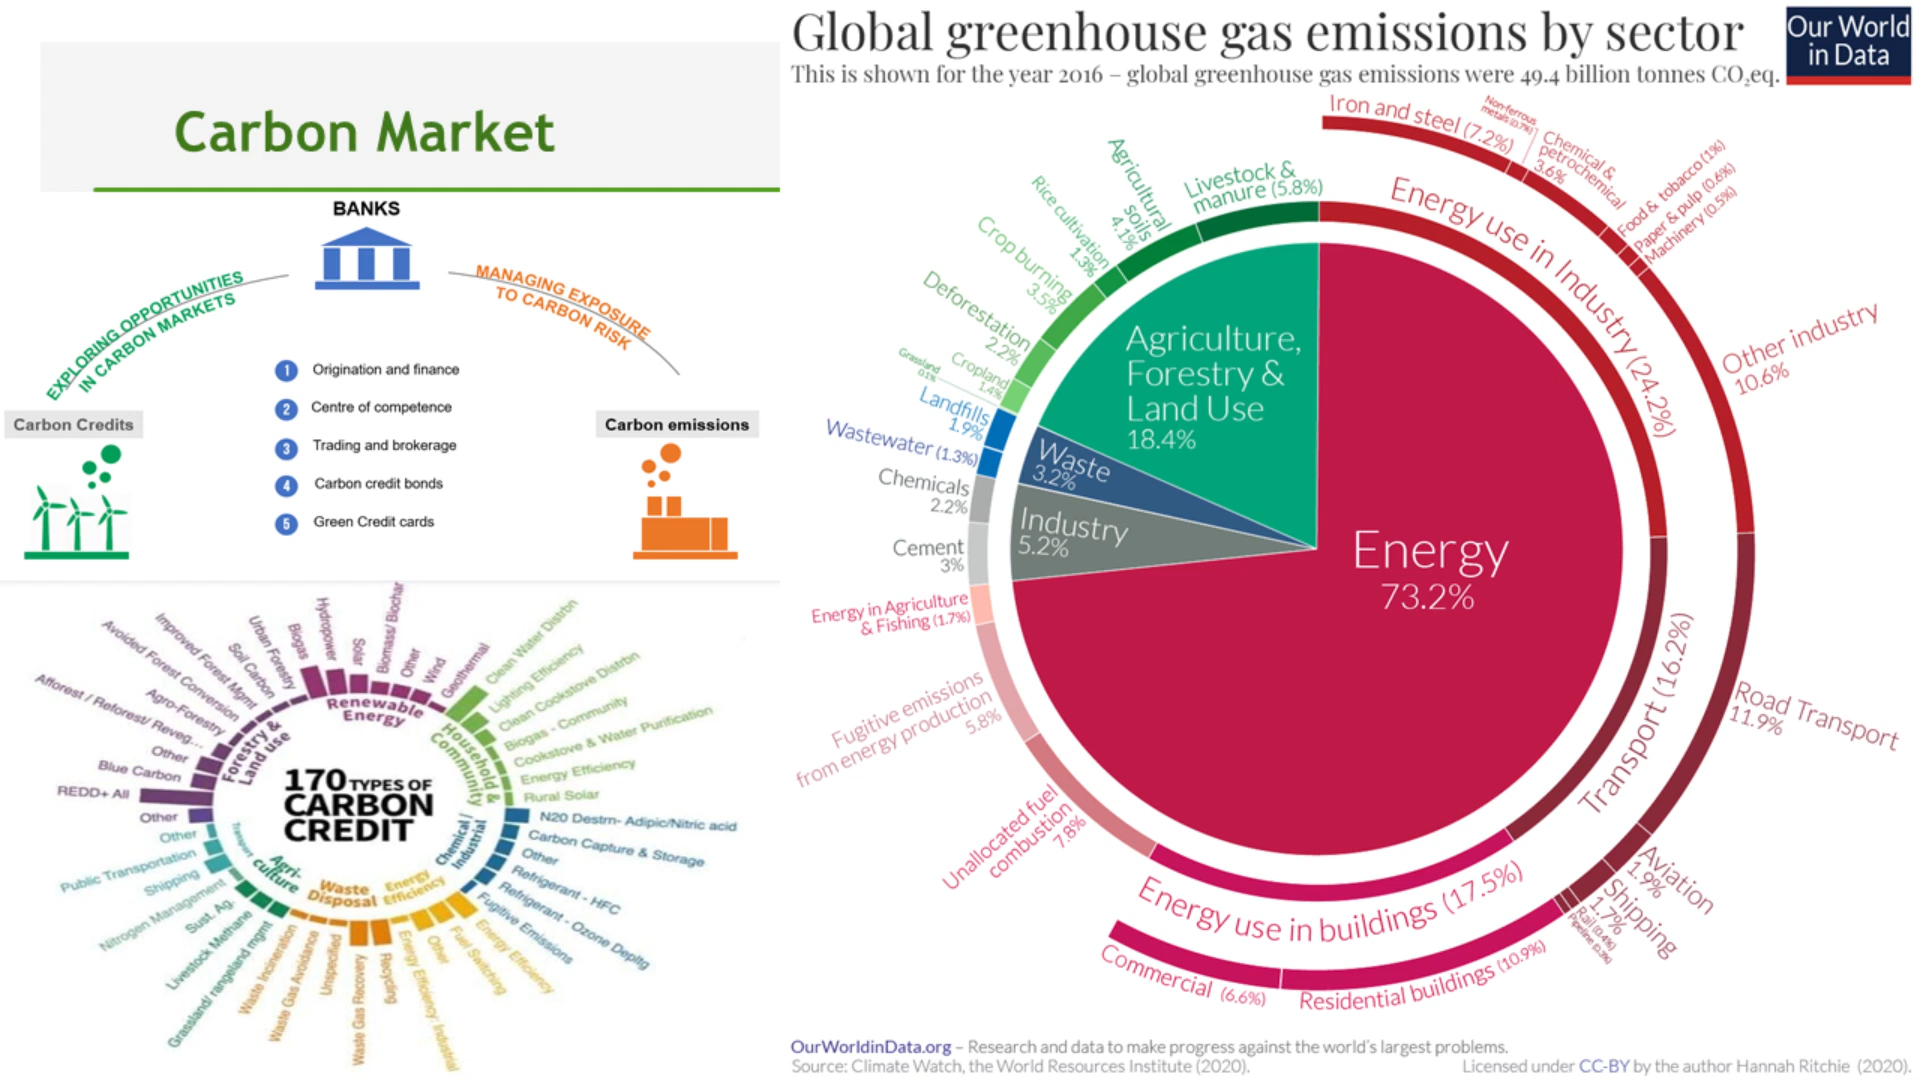 Carbon Market
BANKS
EXPLORING OPPORTUNITIES
IN CARBON MARKETS
MANAGING EXPOSURE
TO CARBON RISK
1 Origination and finance
2 Centre of competence
3 Trading and brokerage
4 Carbon credit bonds
5 Green Credit cards
Carbon Credits
Carbon emissions
170 TYPES OF
CARBON
CREDIT
Renewable
Energy
Biogas
Hydropower
Solar
Biomass/ Biochar
Other
Wind
Geothermal
Household &
Community
Clean Water Distrbn
Lighting Efficiency
Clean Cookstove Distrbn
Biogas - Community
Cookstove & Water Purification
Energy Efficiency
Rural Solar
Chemical /
Industrial
N20 Destrn- Adipic/Nitric acid
Carbon Capture & Storage
Other
Refrigerant - HFC
Refrigerant - Ozone Depltg
Fugitive Emissions
Energy
Efficiency
Energy Efficiency
Fuel Switching
Other
Energy Efficiency: Industrial
Waste
Disposal
Recycling
Waste Gas Recovery
Unspecified
Waste Gas Avoidance
Waste Incineration
Agri-
culture
Grassland/ rangeland mgmt
Livestock Methane
Sust. Ag.
Nitrogen Management
Transport
Shipping
Public Transportation
Other
Other
Forestry &
Land use
REDD+ All
Blue Carbon
Other
Afforest / Reforest/ Reveg...
Agro-Forestry
Avoided Forest Conversion
Improved Forest Mgmt
Soil Carbon
Urban Forestry
Global greenhouse gas emissions by sector
This is shown for the year 2016 – global greenhouse gas emissions were 49.4 billion tonnes CO₂eq.
Our World
in Data
Energy
73.2%
Agriculture,
Forestry &
Land Use
18.4%
Waste
3.2%
Industry
5.2%
Energy use in Industry (24.2%)
Iron and steel (7.2%)
Non-ferrous
metals (0.7%)
Chemical &
petrochemical
3.6%
Food & tobacco (1%)
Paper & pulp (0.6%)
Machinery (0.5%)
Other industry
10.6%
Transport (16.2%)
Road Transport
11.9%
Aviation
1.9%
Shipping
1.7%
Rail (0.4%)
Pipeline (0.3%)
Energy use in buildings (17.5%)
Residential buildings (10.9%)
Commercial (6.6%)
Unallocated fuel
combustion
7.8%
Fugitive emissions
from energy production
5.8%
Energy in Agriculture
& Fishing (1.7%)
Cement
3%
Chemicals
2.2%
Wastewater (1.3%)
Landfills
1.9%
Grassland
0.1%
Cropland
1.4%
Deforestation
2.2%
Crop burning
3.5%
Rice cultivation
1.3%
Agricultural
soils
4.1%
Livestock &
manure (5.8%)
OurWorldinData.org – Research and data to make progress against the world's largest problems.
Source: Climate Watch, the World Resources Institute (2020).
Licensed under CC-BY by the author Hannah Ritchie (2020).